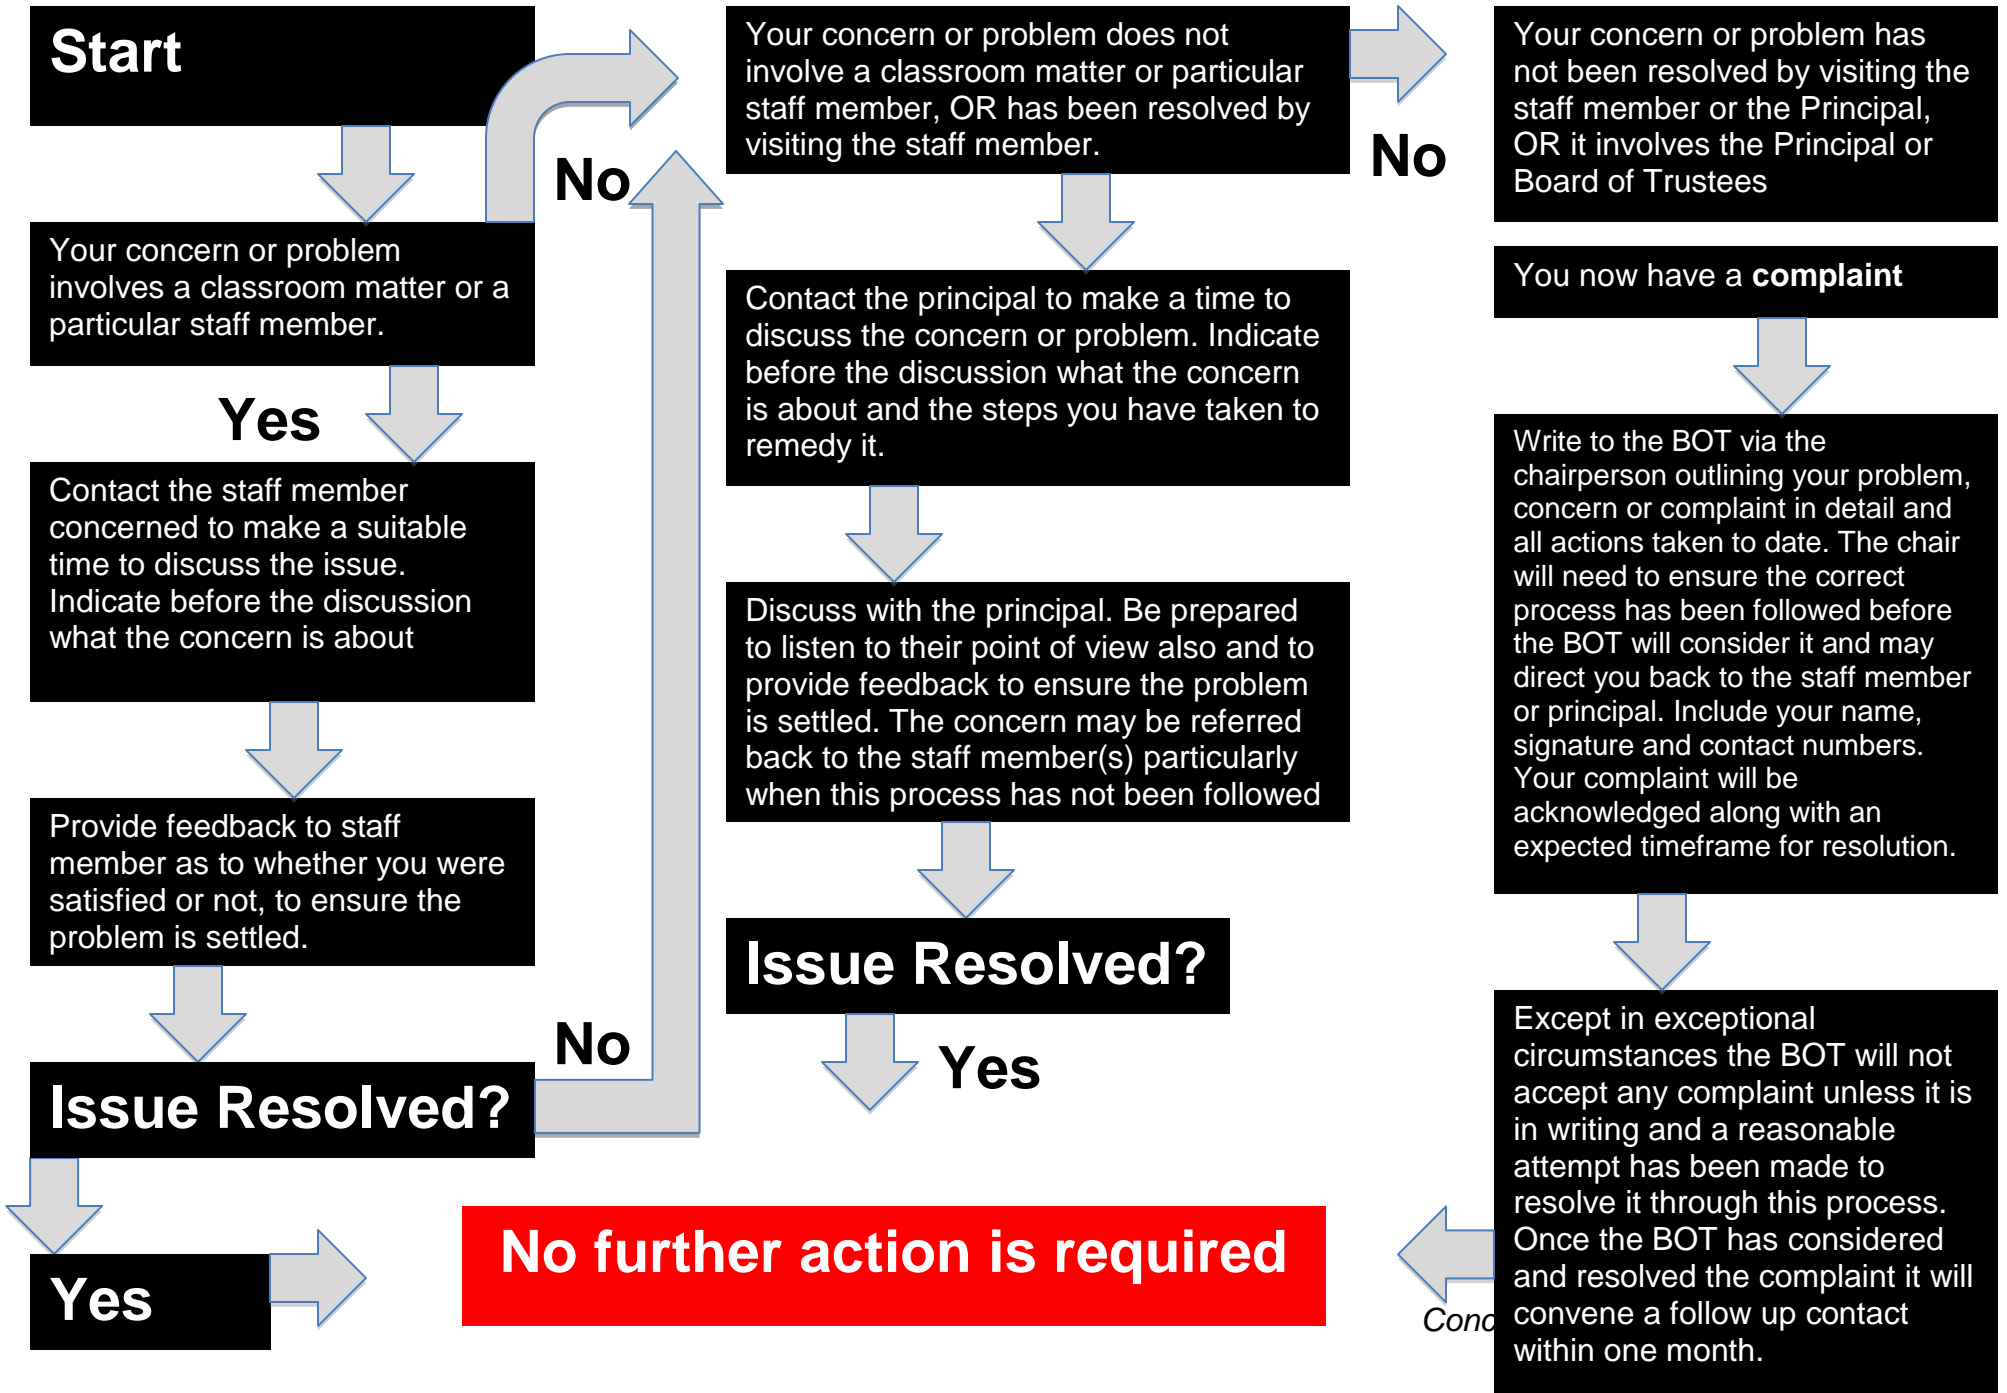 Start
Your concern or problem
involves a classroom matter or a
particular staff member.
No
Yes
Contact the staff member
concerned to make a suitable
time to discuss the issue.
Indicate before the discussion
what the concern is about
Provide feedback to staff
member as to whether you were
satisfied or not, to ensure the
problem is settled.
Issue Resolved?
No
Yes
Your concern or problem does not
involve a classroom matter or particular
staff member, OR has been resolved by
visiting the staff member.
No
Contact the principal to make a time to
discuss the concern or problem. Indicate
before the discussion what the concern
is about and the steps you have taken to
remedy it.
Discuss with the principal. Be prepared
to listen to their point of view also and to
provide feedback to ensure the problem
is settled. The concern may be referred
back to the staff member(s) particularly
when this process has not been followed
Issue Resolved?
Yes
No further action is required
Your concern or problem has
not been resolved by visiting the
staff member or the Principal,
OR it involves the Principal or
Board of Trustees
You now have a complaint
Write to the BOT via the
chairperson outlining your problem,
concern or complaint in detail and
all actions taken to date. The chair
will need to ensure the correct
process has been followed before
the BOT will consider it and may
direct you back to the staff member
or principal. Include your name,
signature and contact numbers.
Your complaint will be
acknowledged along with an
expected timeframe for resolution.
Except in exceptional
circumstances the BOT will not
accept any complaint unless it is
in writing and a reasonable
attempt has been made to
resolve it through this process.
Once the BOT has considered
and resolved the complaint it will
convene a follow up contact
within one month.